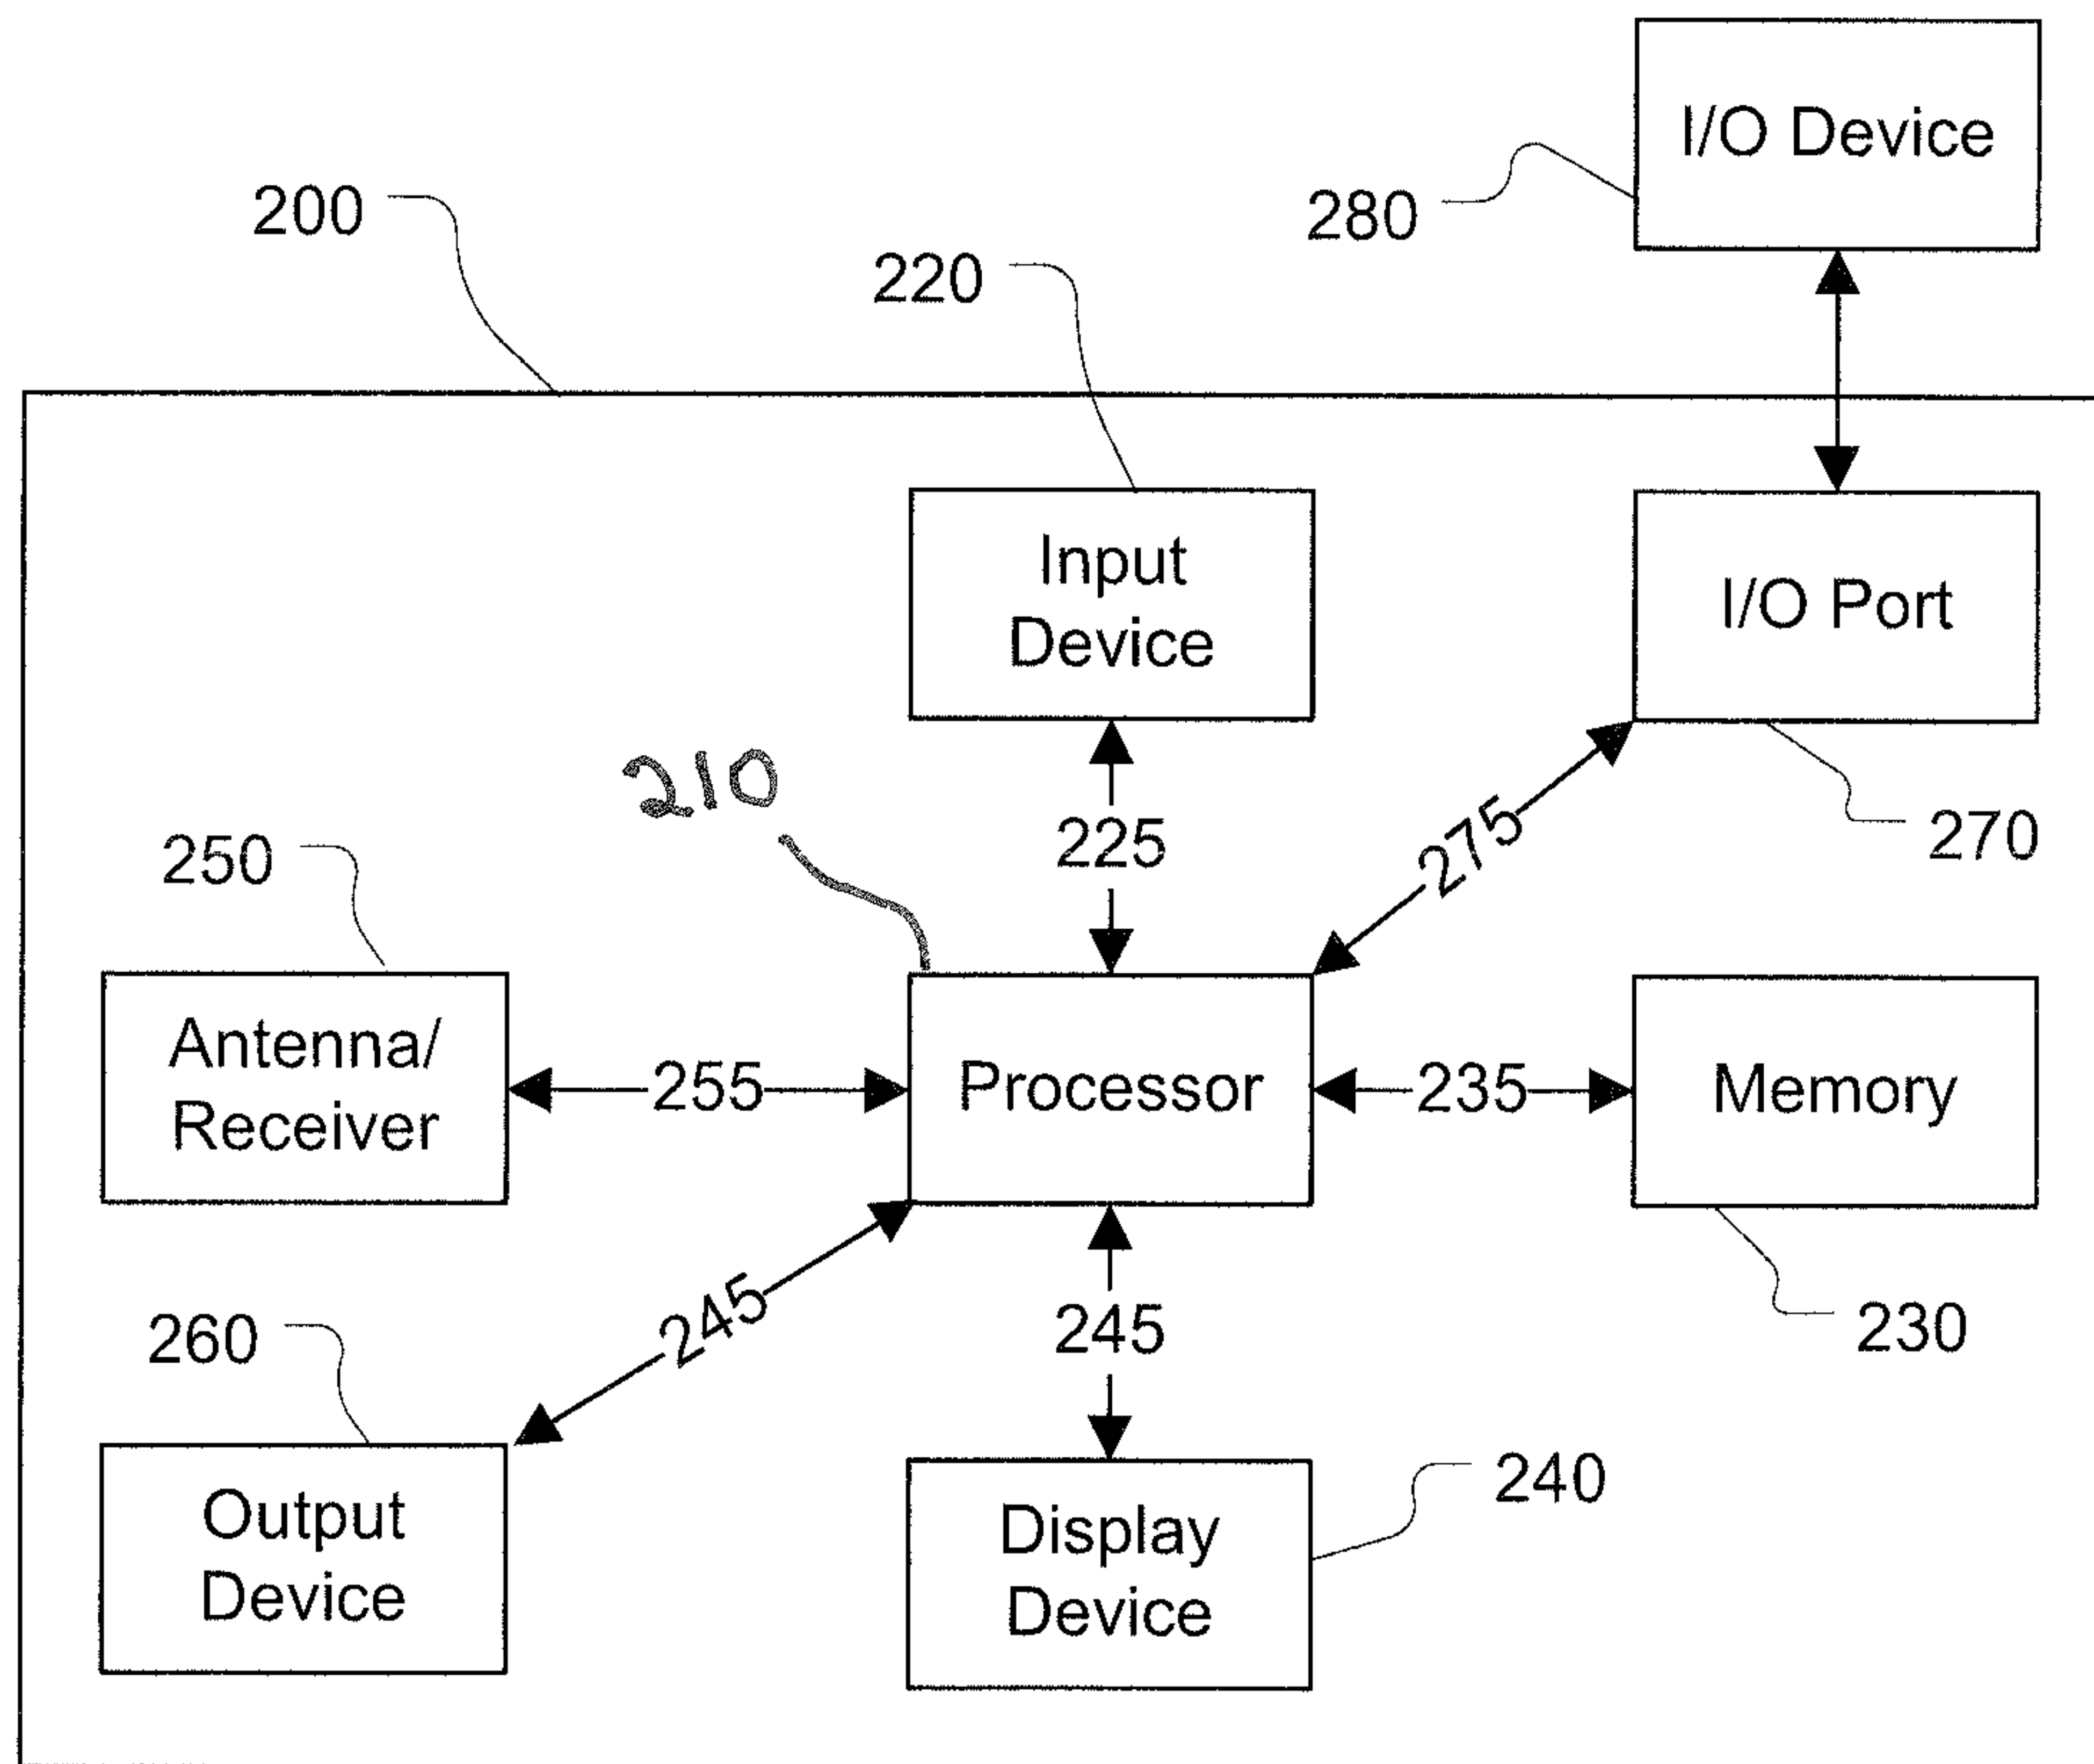 I/O Device
280
200
220
Input
Device
I/O Port
210
225
275
270
250
Antenna/
Receiver
255
Processor
235
Memory
245
245
260
230
Output
Device
Display
Device
240